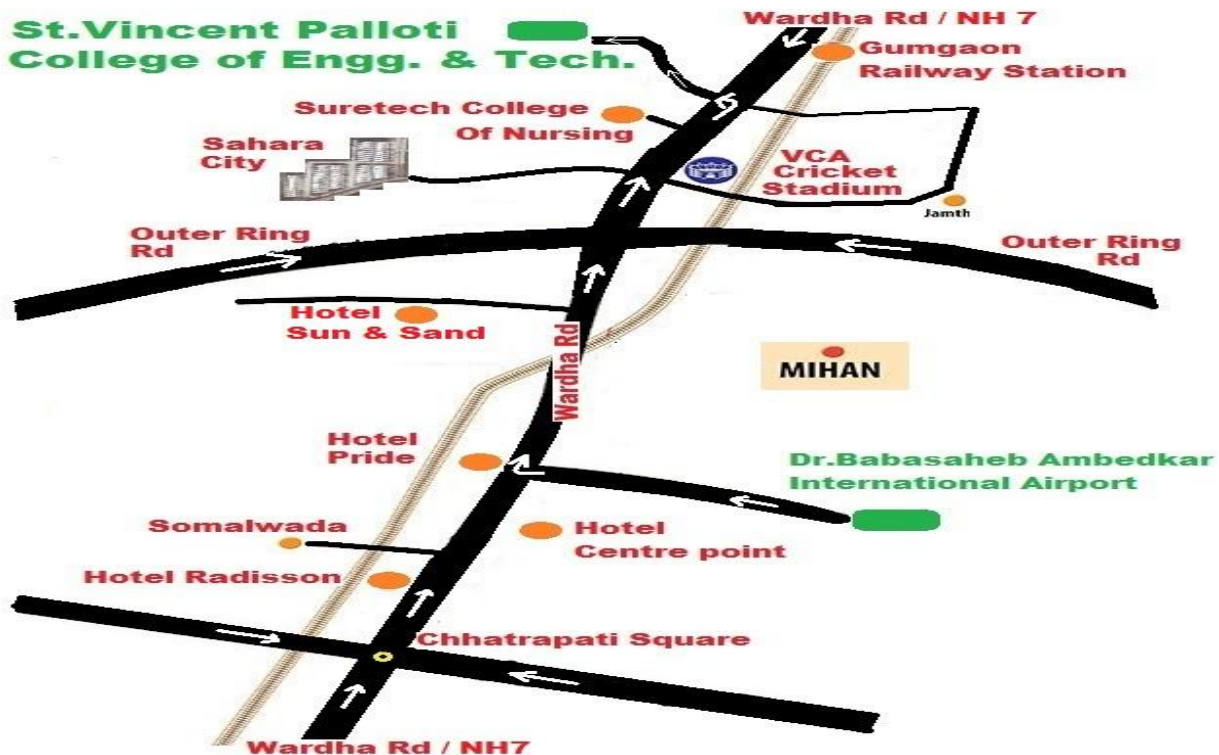 St.Vincent Palloti
College of Engg. & Tech.
Wardha Rd / NH 7
Gumgaon
Railway Station
Suretech College
Of Nursing
Sahara
City
VCA
Cricket
Stadium
Jamth
Outer Ring
Rd
Outer Ring
Rd
Hotel
Sun & Sand
Wardha Rd
MIHAN
Hotel
Pride
Dr.Babasaheb Ambedkar
International Airport
Somalwada
Hotel
Centre point
Hotel Radisson
Chhatrapati Square
Wardha Rd / NH7